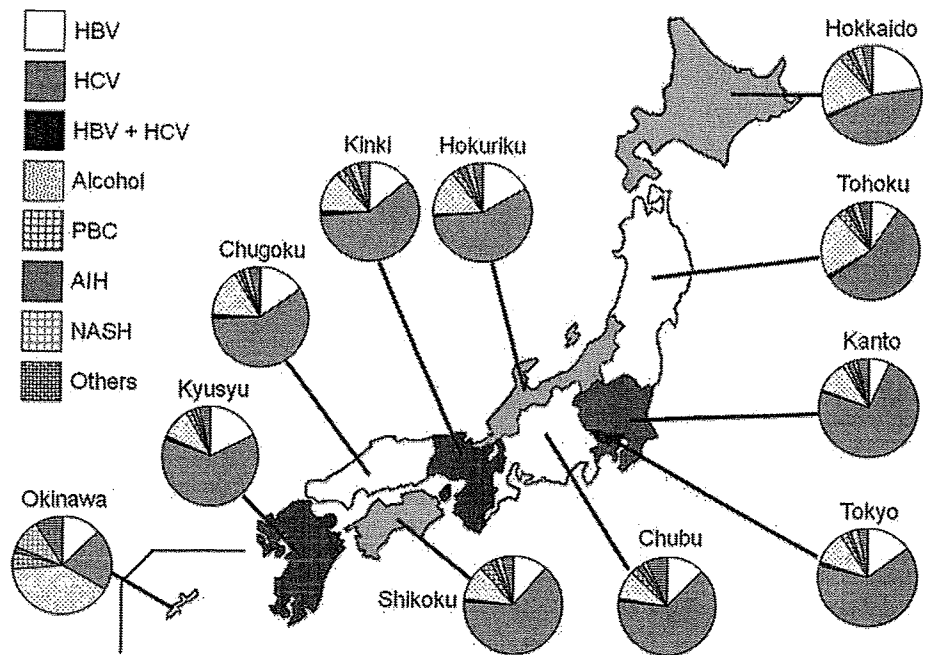 HBV
HCV
HBV + HCV
Alcohol
PBC
AIH
NASH
Others
Hokkaido
Kinki
Hokuriku
Tohoku
Chugoku
Kanto
Kyusyu
Okinawa
Tokyo
Chubu
Shikoku